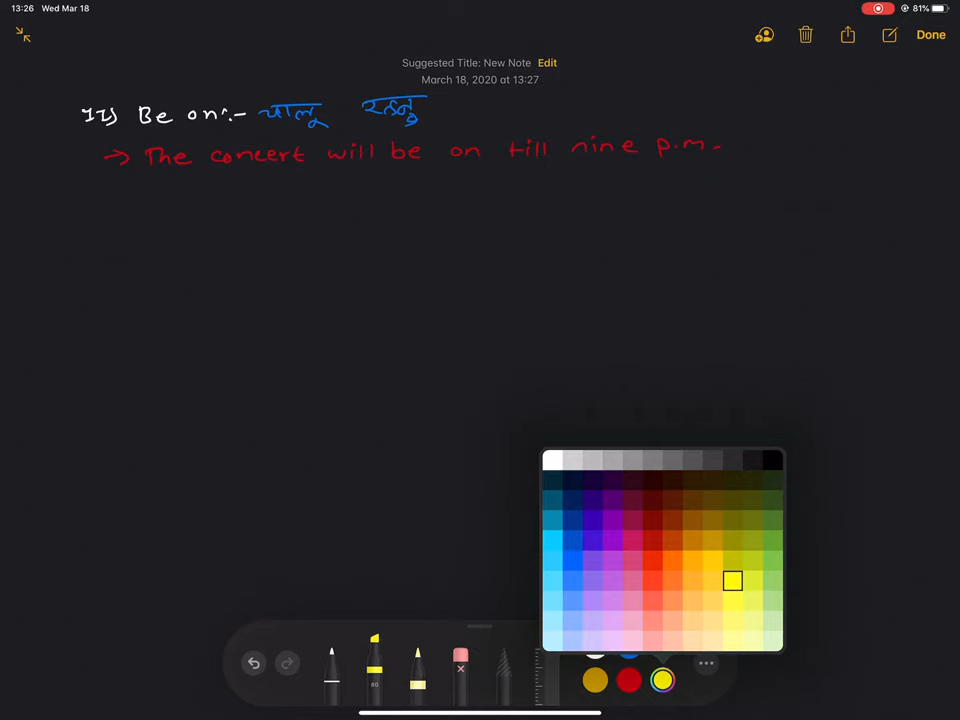 13:26 Wed Mar 18
81%
Done
Suggested Title: New Note Edit
March 18, 2020 at 13:27
11) Be on:- चालू रहनु
→ The concert will be on till nine p.m.
80